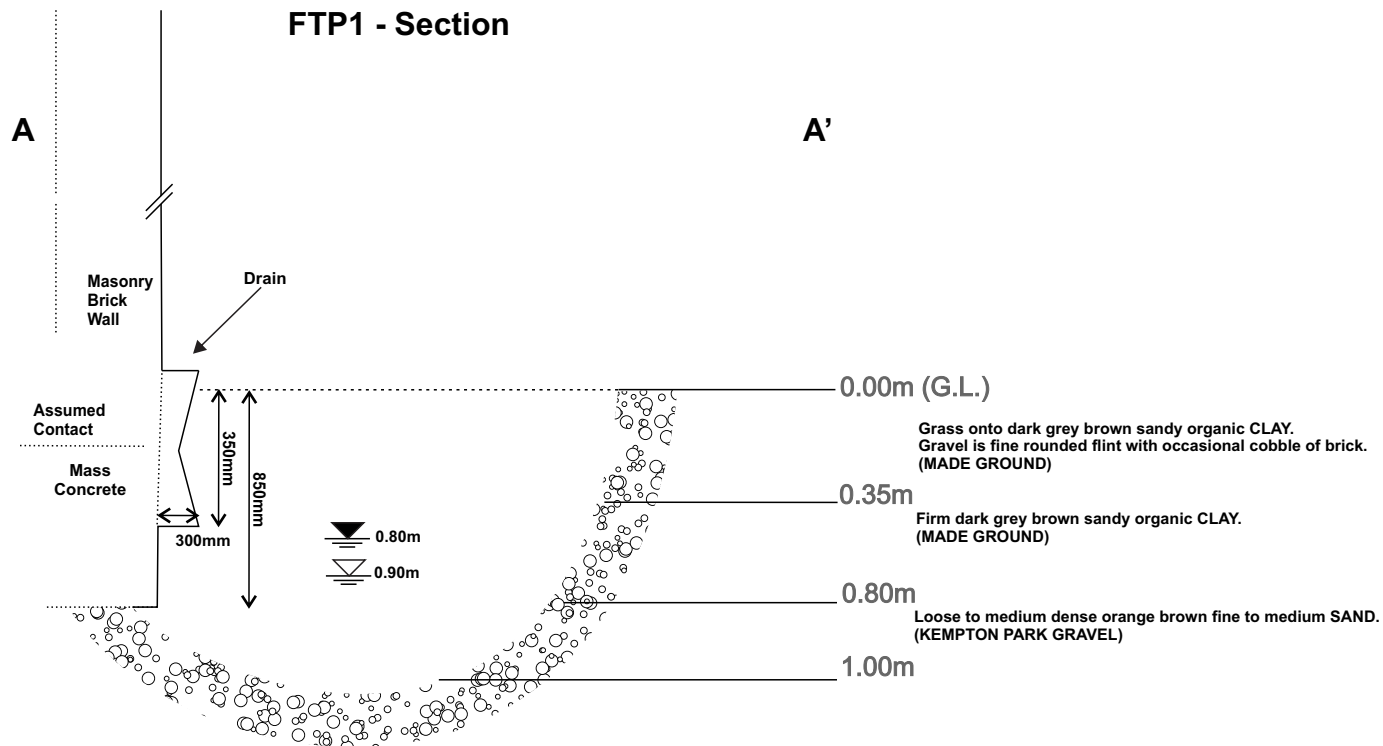 FTP1 - Section
A
A’
Masonry
Brick
Wall
Drain
Assumed
Contact
Mass
Concrete
350mm
850mm
300mm
0.80m
0.90m
0.00m (G.L.)
Grass onto dark grey brown sandy organic CLAY.
Gravel is fine rounded flint with occasional cobble of brick.
(MADE GROUND)
0.35m
Firm dark grey brown sandy organic CLAY.
(MADE GROUND)
0.80m
Loose to medium dense orange brown fine to medium SAND.
(KEMPTON PARK GRAVEL)
1.00m